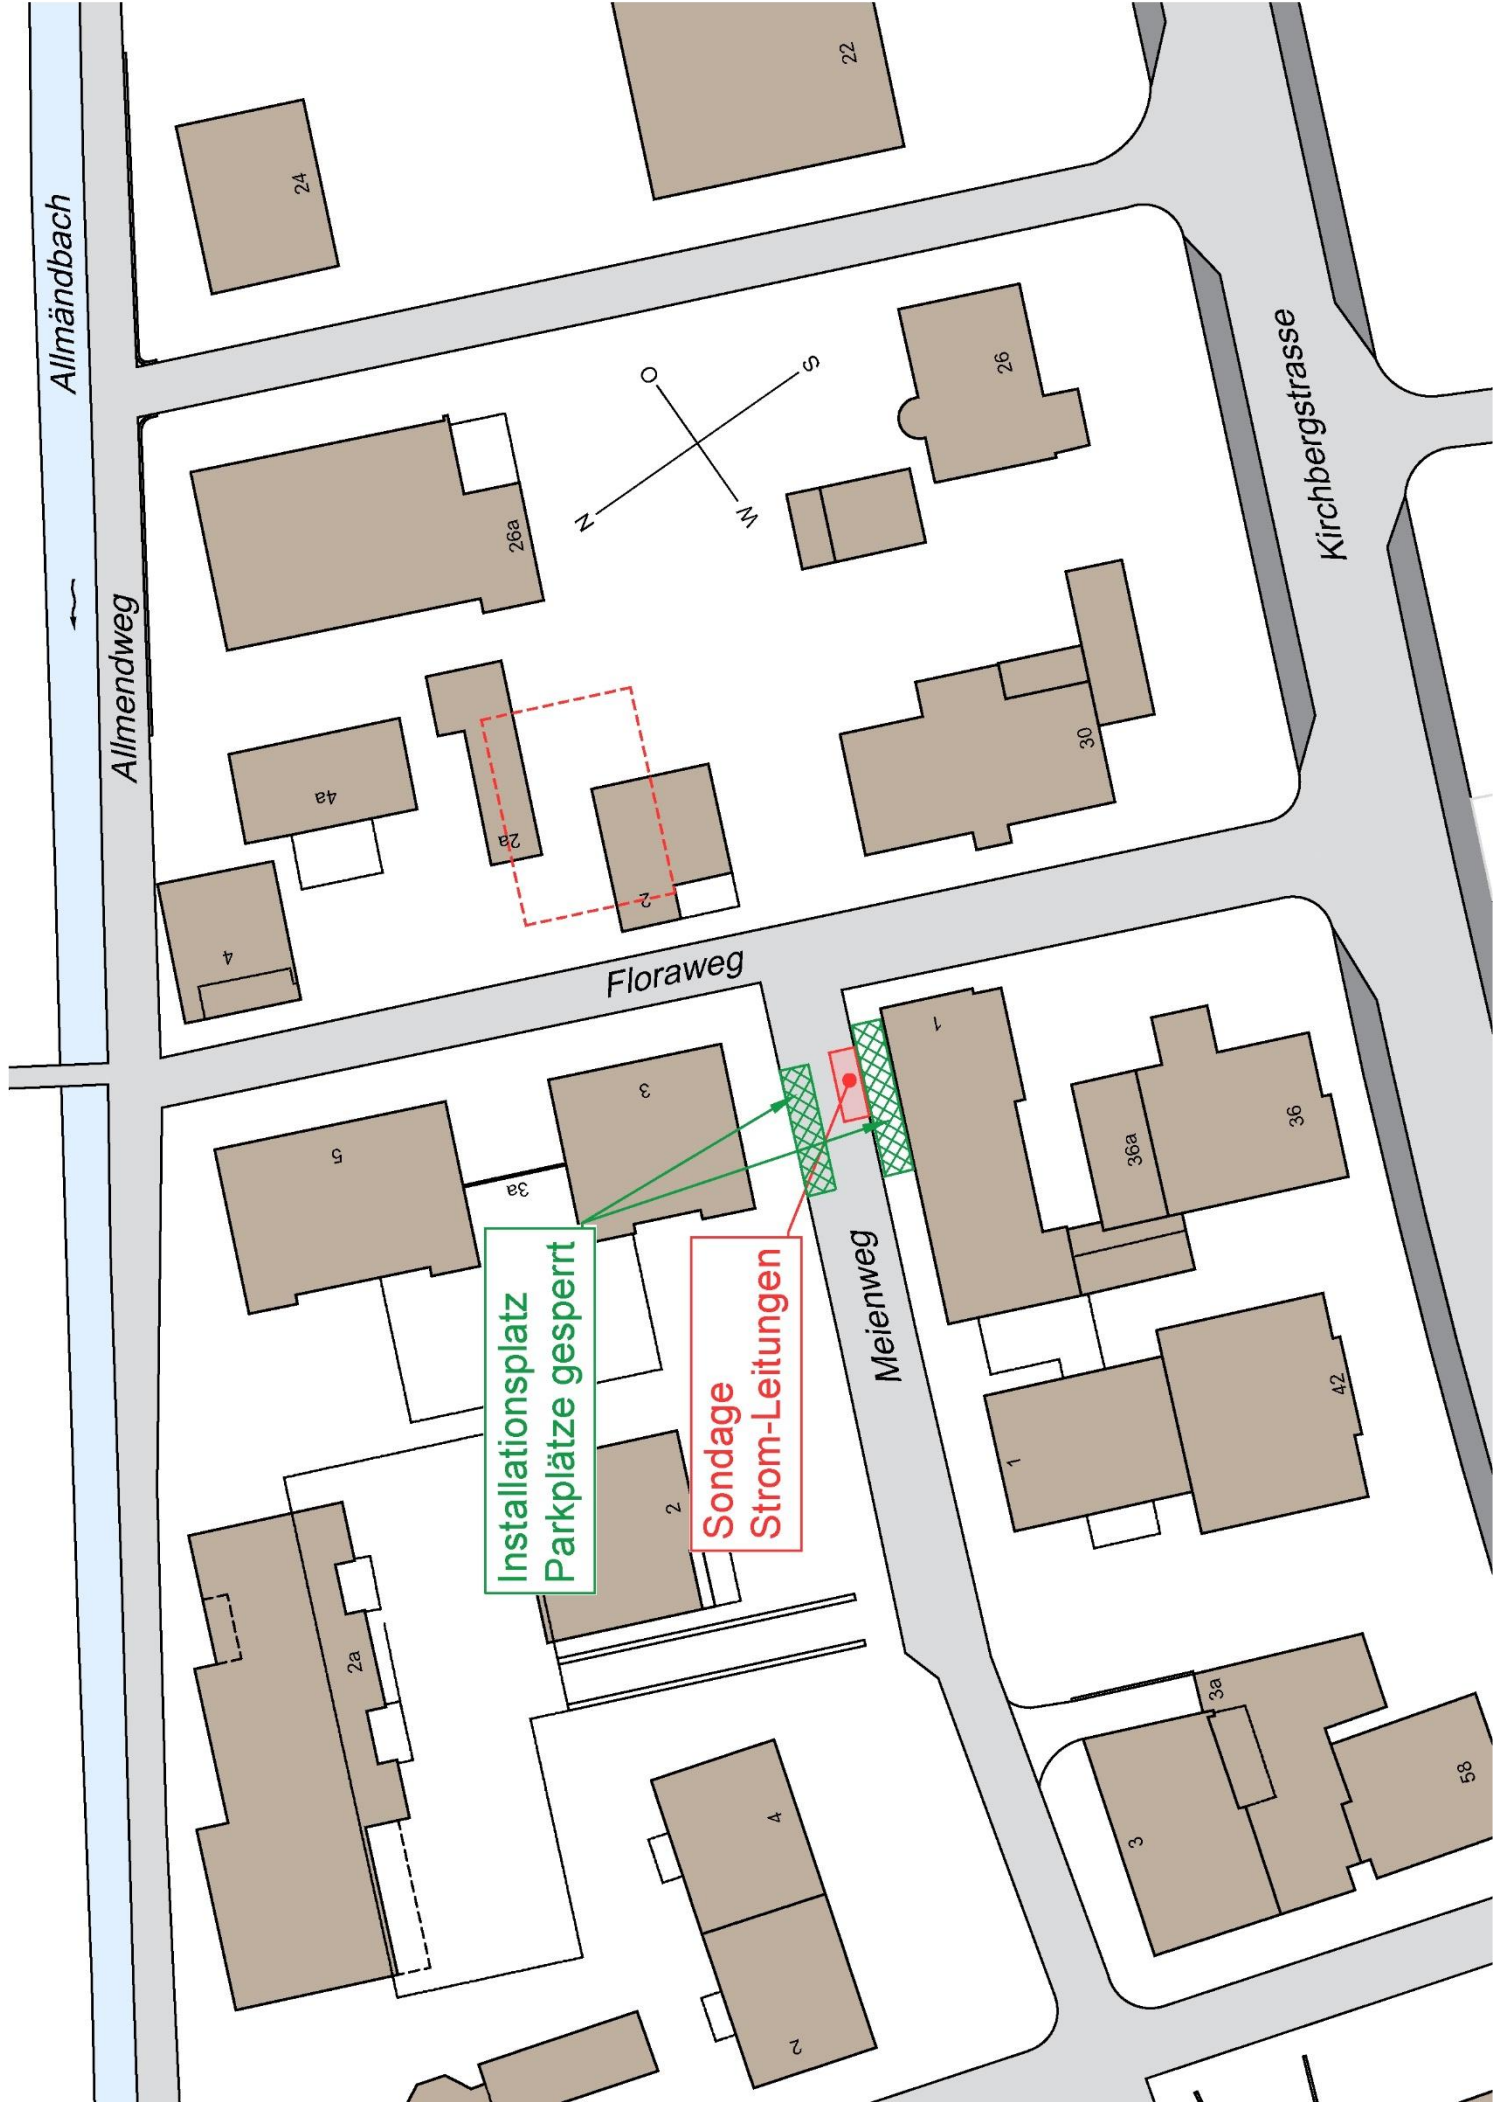 22
24
Allmändbach
Kirchbergstrasse
26
O
S
N
W
26a
Allmendweg
30
4a
2a
2
4
Floraweg
1
3
5
3a
36a
36
Installationsplatz
Parkplätze gesperrt
Sondage
Strom-Leitungen
Meienweg
42
1
2
2a
3a
58
3
4
2